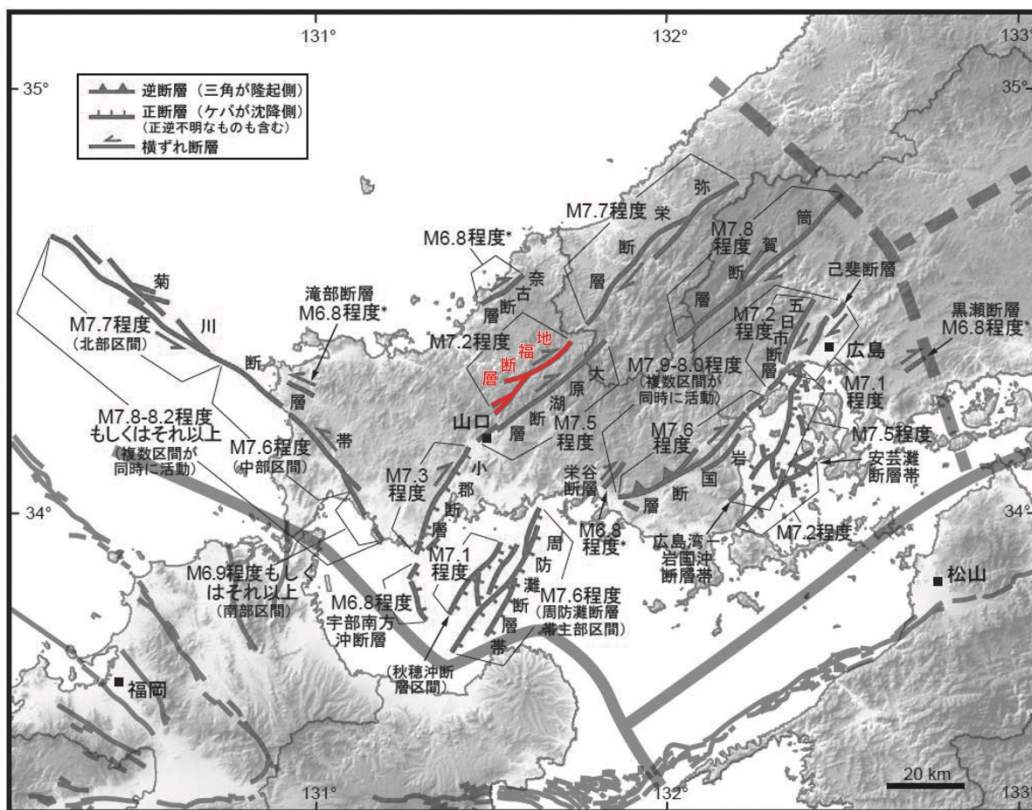 131°
132°
133°
35°
35°
逆断層（三角が隆起側）
正断層（ケバが沈降側）
（正逆不明なものも含む）
横ずれ断層
弥栄断層
M7.7程度
筒賀断層
M7.8
程度
M6.8程度*
奈古断層
己斐断層
菊川断層帯
滝部断層
M6.8程度*
M7.7程度
（北部区間）
M7.2程度
地福断層
五日市断層
M7.2
程度
広島
黒瀬断層
M6.8程度*
M7.9-8.0程度
（複数区間が
同時に活動）
大原湖断層
M7.1
程度
M7.8-8.2程度
もしくはそれ以上
（複数区間が
同時に活動）
M7.6程度
（中部区間）
山口
M7.5
程度
M7.6
程度
M7.5程度
安芸灘
断層帯
M7.3
程度
小郡断層
栄谷
断層
岩国断層
34°
34°
M6.8
程度*
広島湾－
岩国沖
断層帯
M7.2程度
M7.1
程度
周防灘断層帯
M6.9程度もしく
はそれ以上
（南部区間）
M6.8程度
宇部南方
沖断層
M7.6程度
（周防灘断層
帯主部区間）
（秋穂沖断
層区間）
松山
福岡
20 km
131°
132°
133°